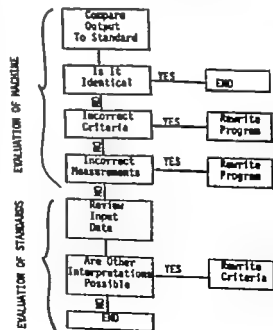 Compare
Output
To Standard
Is It
Identical
YES
END
NO
Incorrect
Criteria
YES
Rewrite
Program
NO
Incorrect
Measurements
YES
Rewrite
Program
NO
Review
Input
Data
Are Other
Interpretations
Possible
YES
Rewrite
Criteria
NO
END
EVALUATION OF MACHINE
EVALUATION OF STANDARDS